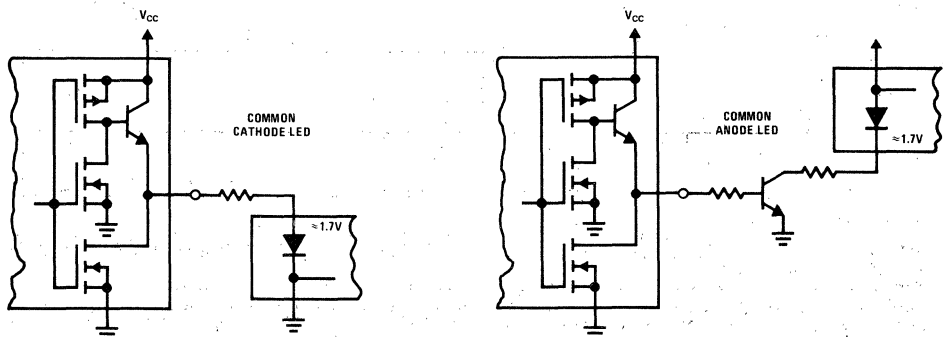 VCC
COMMON
CATHODE LED
≈1.7V
VCC
COMMON
ANODE LED
≈1.7V